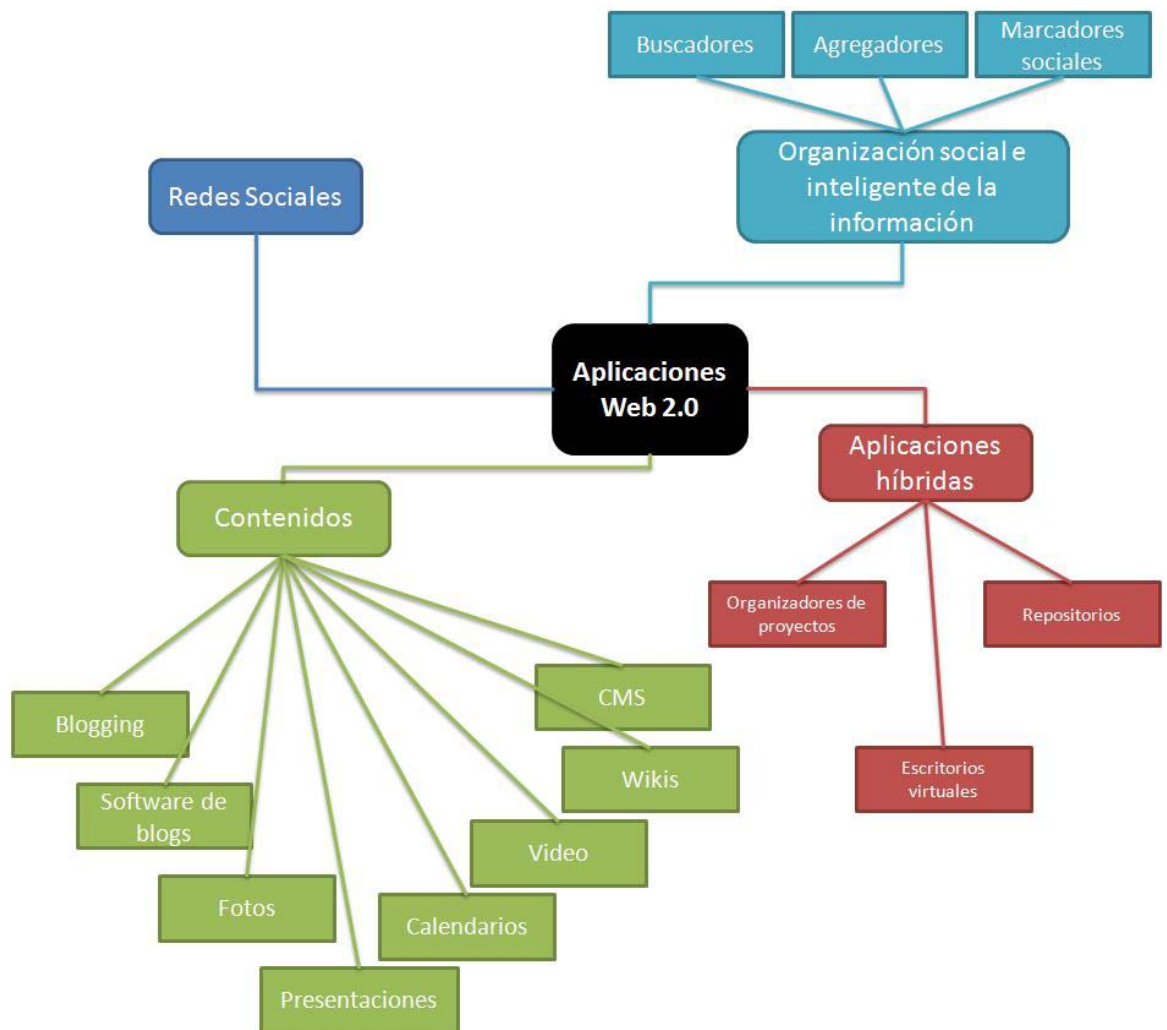 Buscadores
Agregadores
Marcadores
sociales
Organización social e
inteligente de la
información
Redes Sociales
Aplicaciones
Web 2.0
Aplicaciones
híbridas
Organizadores de
proyectos
Repositorios
Escritorios
virtuales
Contenidos
Blogging
Software de
blogs
Fotos
Presentaciones
Calendarios
Video
Wikis
CMS